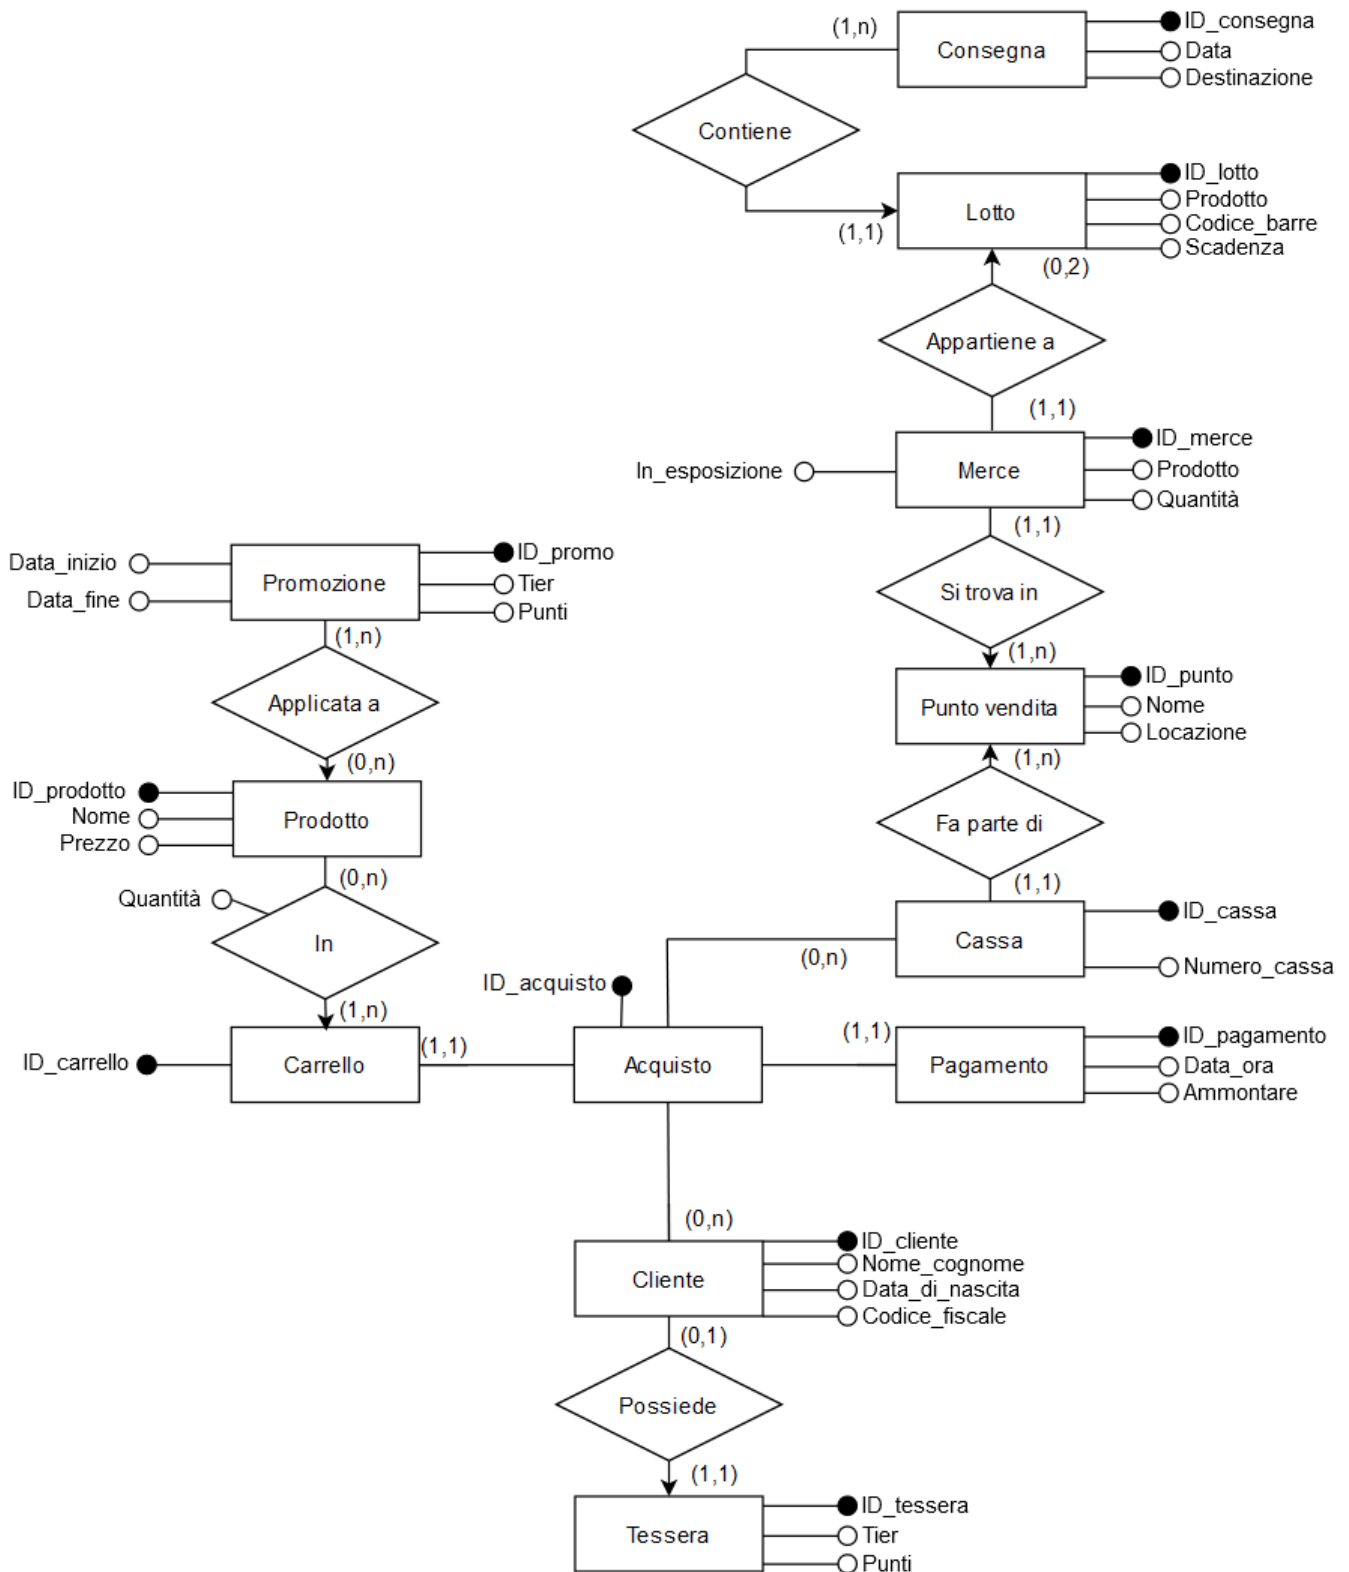 (1,n)
Consegna
ID_consegna
Data
Destinazione
Contiene
(1,1)
Lotto
ID_lotto
Prodotto
Codice_barre
Scadenza
(0,2)
Appartiene a
(1,1)
In_esposizione
Merce
ID_merce
Prodotto
Quantità
(1,1)
Si trova in
(1,n)
Punto vendita
ID_punto
Nome
Locazione
(1,n)
Fa parte di
(1,1)
Cassa
ID_cassa
Numero_cassa
(0,n)
Data_inizio
Data_fine
Promozione
ID_promo
Tier
Punti
(1,n)
Applicata a
(0,n)
ID_prodotto
Nome
Prezzo
Prodotto
(0,n)
Quantità
In
(1,n)
ID_carrello
Carrello
(1,1)
ID_acquisto
Acquisto
(1,1)
Pagamento
ID_pagamento
Data_ora
Ammontare
(0,n)
Cliente
ID_cliente
Nome_cognome
Data_di_nascita
Codice_fiscale
(0,1)
Possiede
(1,1)
Tessera
ID_tessera
Tier
Punti